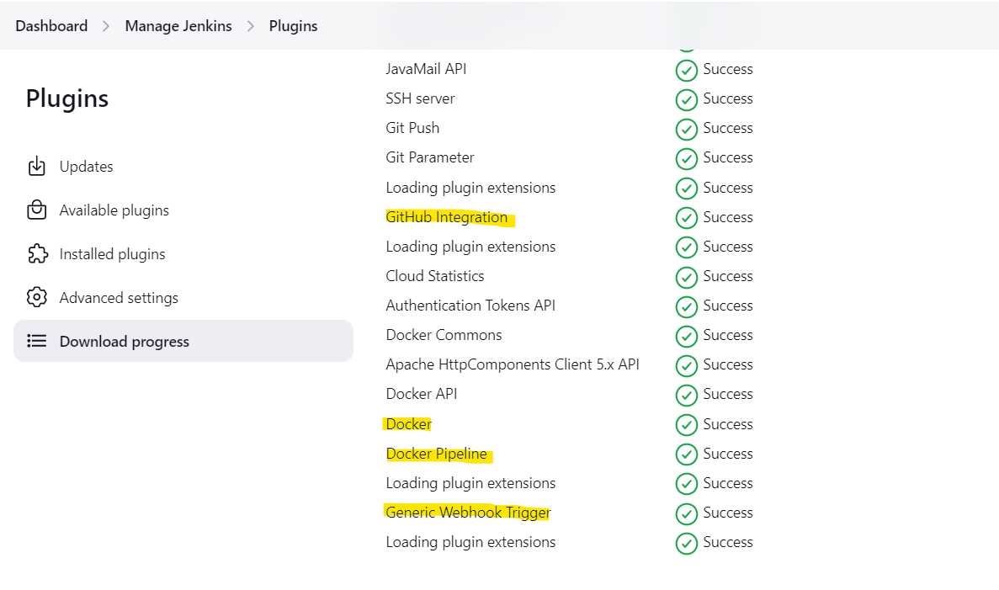 Dashboard > Manage Jenkins > Plugins
Plugins
Updates
Available plugins
Installed plugins
Advanced settings
Download progress
JavaMail API Success
SSH server Success
Git Push Success
Git Parameter Success
Loading plugin extensions Success
GitHub Integration Success
Loading plugin extensions Success
Cloud Statistics Success
Authentication Tokens API Success
Docker Commons Success
Apache HttpComponents Client 5.x API Success
Docker API Success
Docker Success
Docker Pipeline Success
Loading plugin extensions Success
Generic Webhook Trigger Success
Loading plugin extensions Success